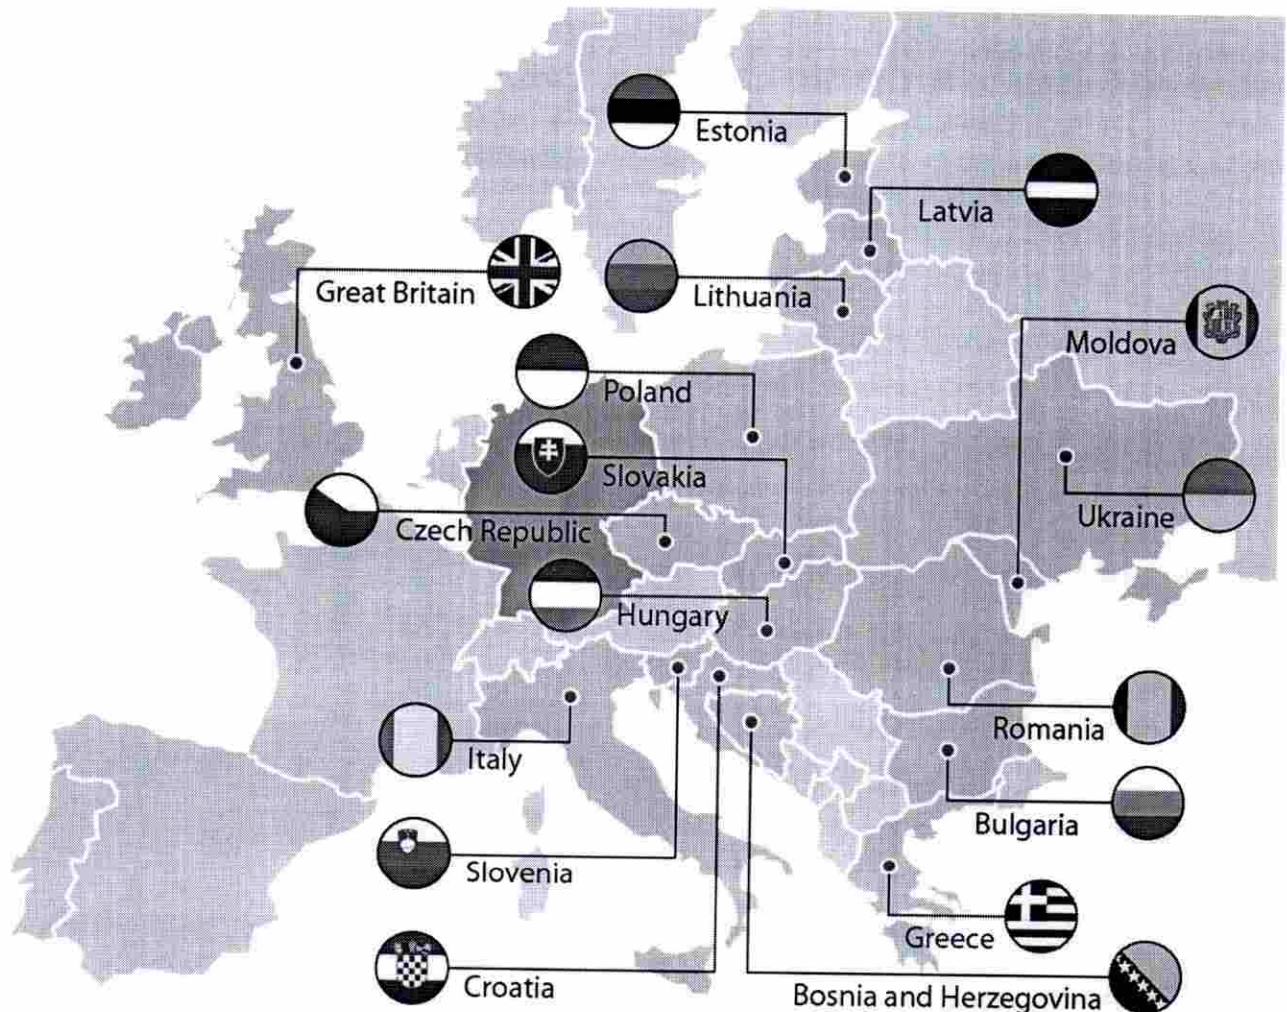 Estonia
Latvia
Great Britain
Lithuania
Moldova
Poland
Slovakia
Ukraine
Czech Republic
Hungary
Romania
Italy
Bulgaria
Slovenia
Greece
Croatia
Bosnia and Herzegovina